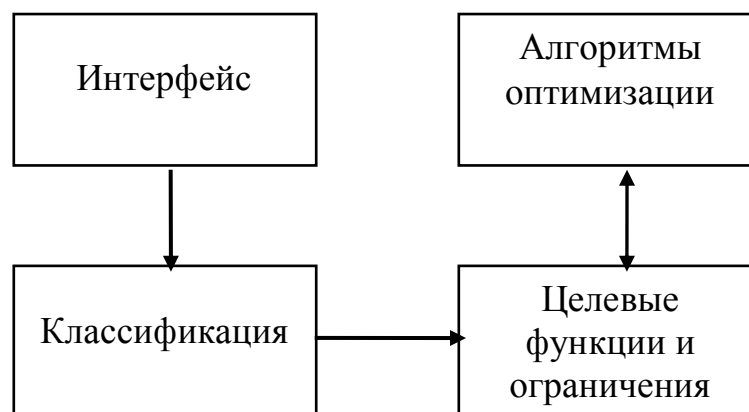 Интерфейс
Алгоритмы
оптимизации
Классификация
Целевые
функции и
ограничения